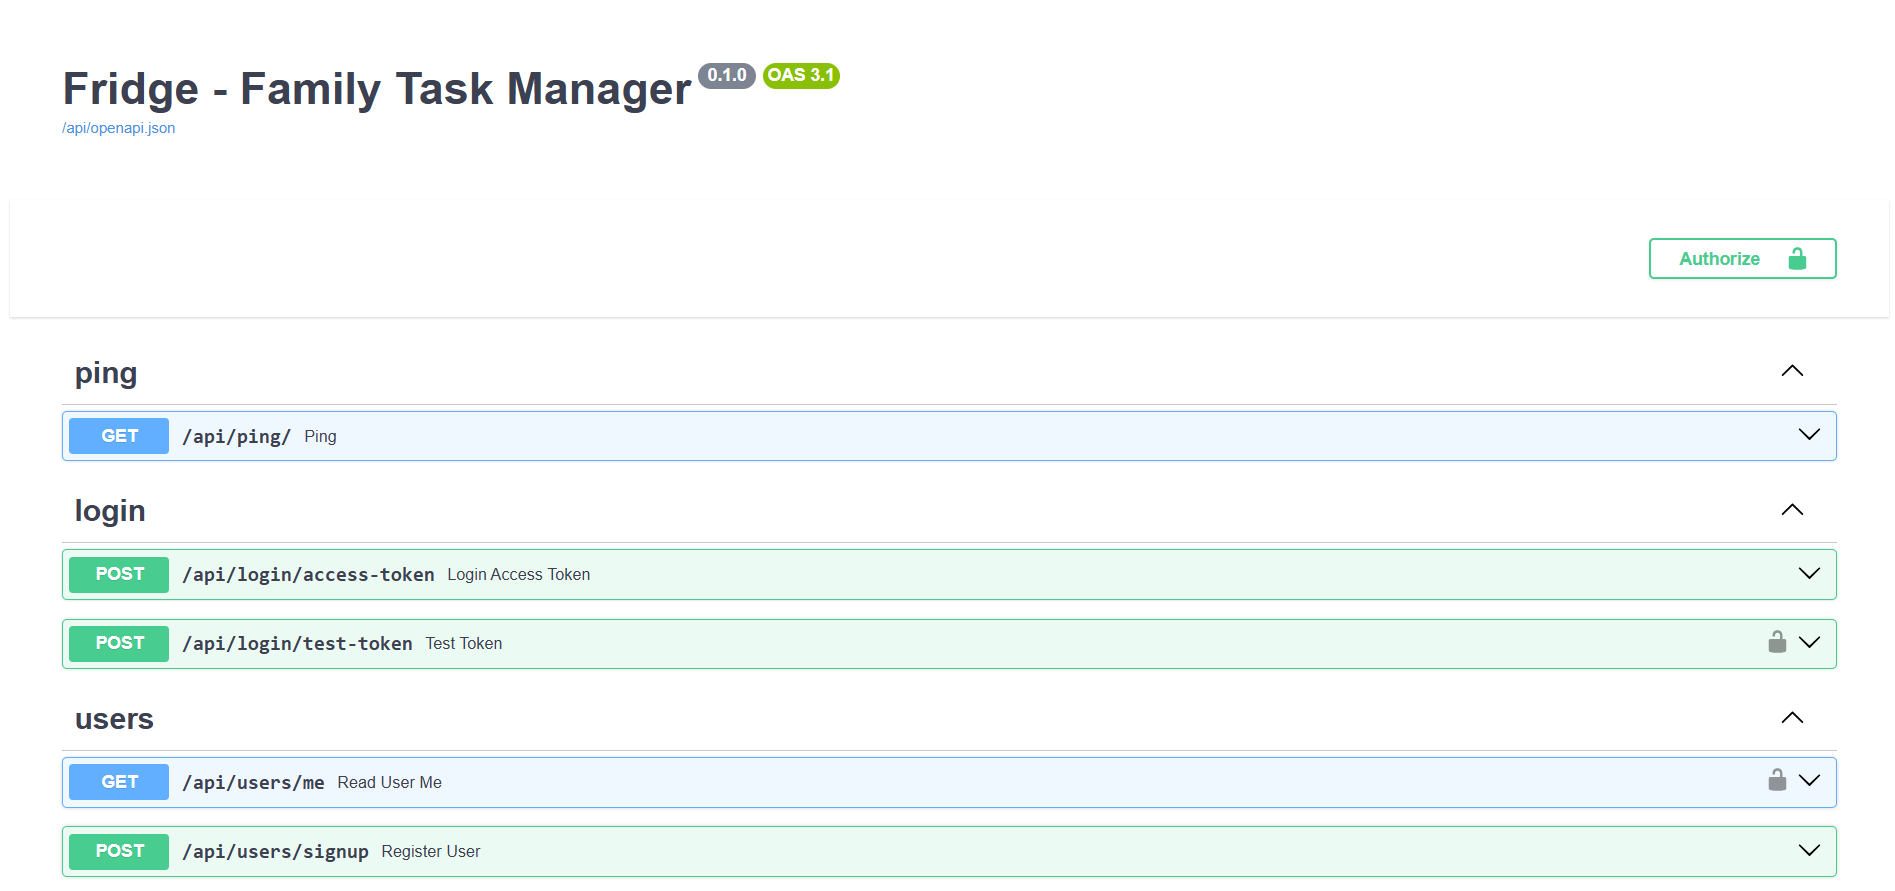 Fridge - Family Task Manager 0.1.0 OAS 3.1
/api/openapi.json
Authorize
ping
GET /api/ping/ Ping
login
POST /api/login/access-token Login Access Token
POST /api/login/test-token Test Token
users
GET /api/users/me Read User Me
POST /api/users/signup Register User